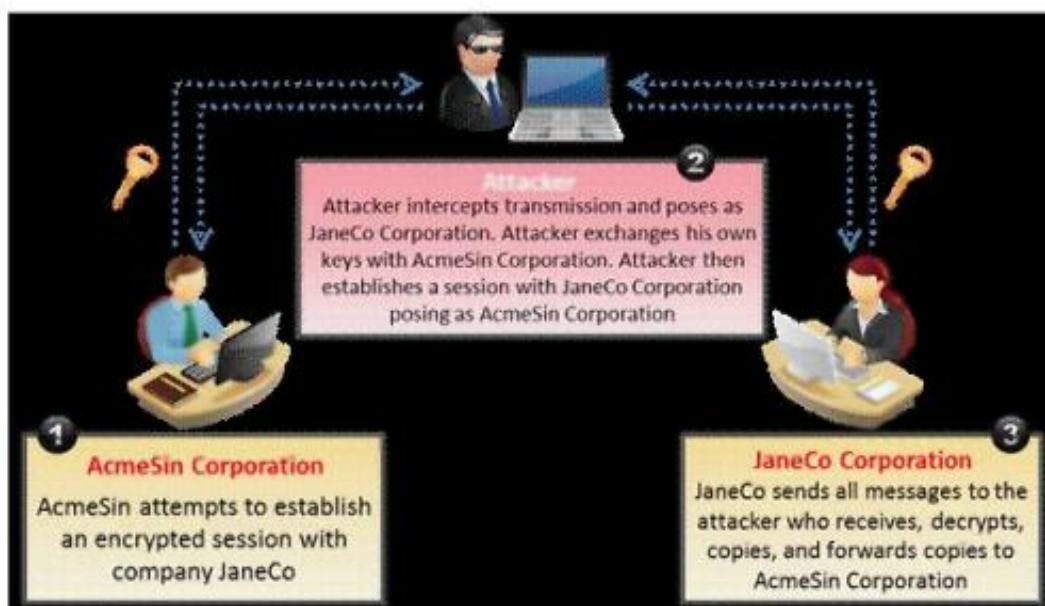 2
Attacker
Attacker intercepts transmission and poses as
JaneCo Corporation. Attacker exchanges his own
keys with AcmeSin Corporation. Attacker then
establishes a session with JaneCo Corporation
posing as AcmeSin Corporation
1
AcmeSin Corporation
AcmeSin attempts to establish
an encrypted session with
company JaneCo
3
JaneCo Corporation
JaneCo sends all messages to the
attacker who receives, decrypts,
copies, and forwards copies to
AcmeSin Corporation